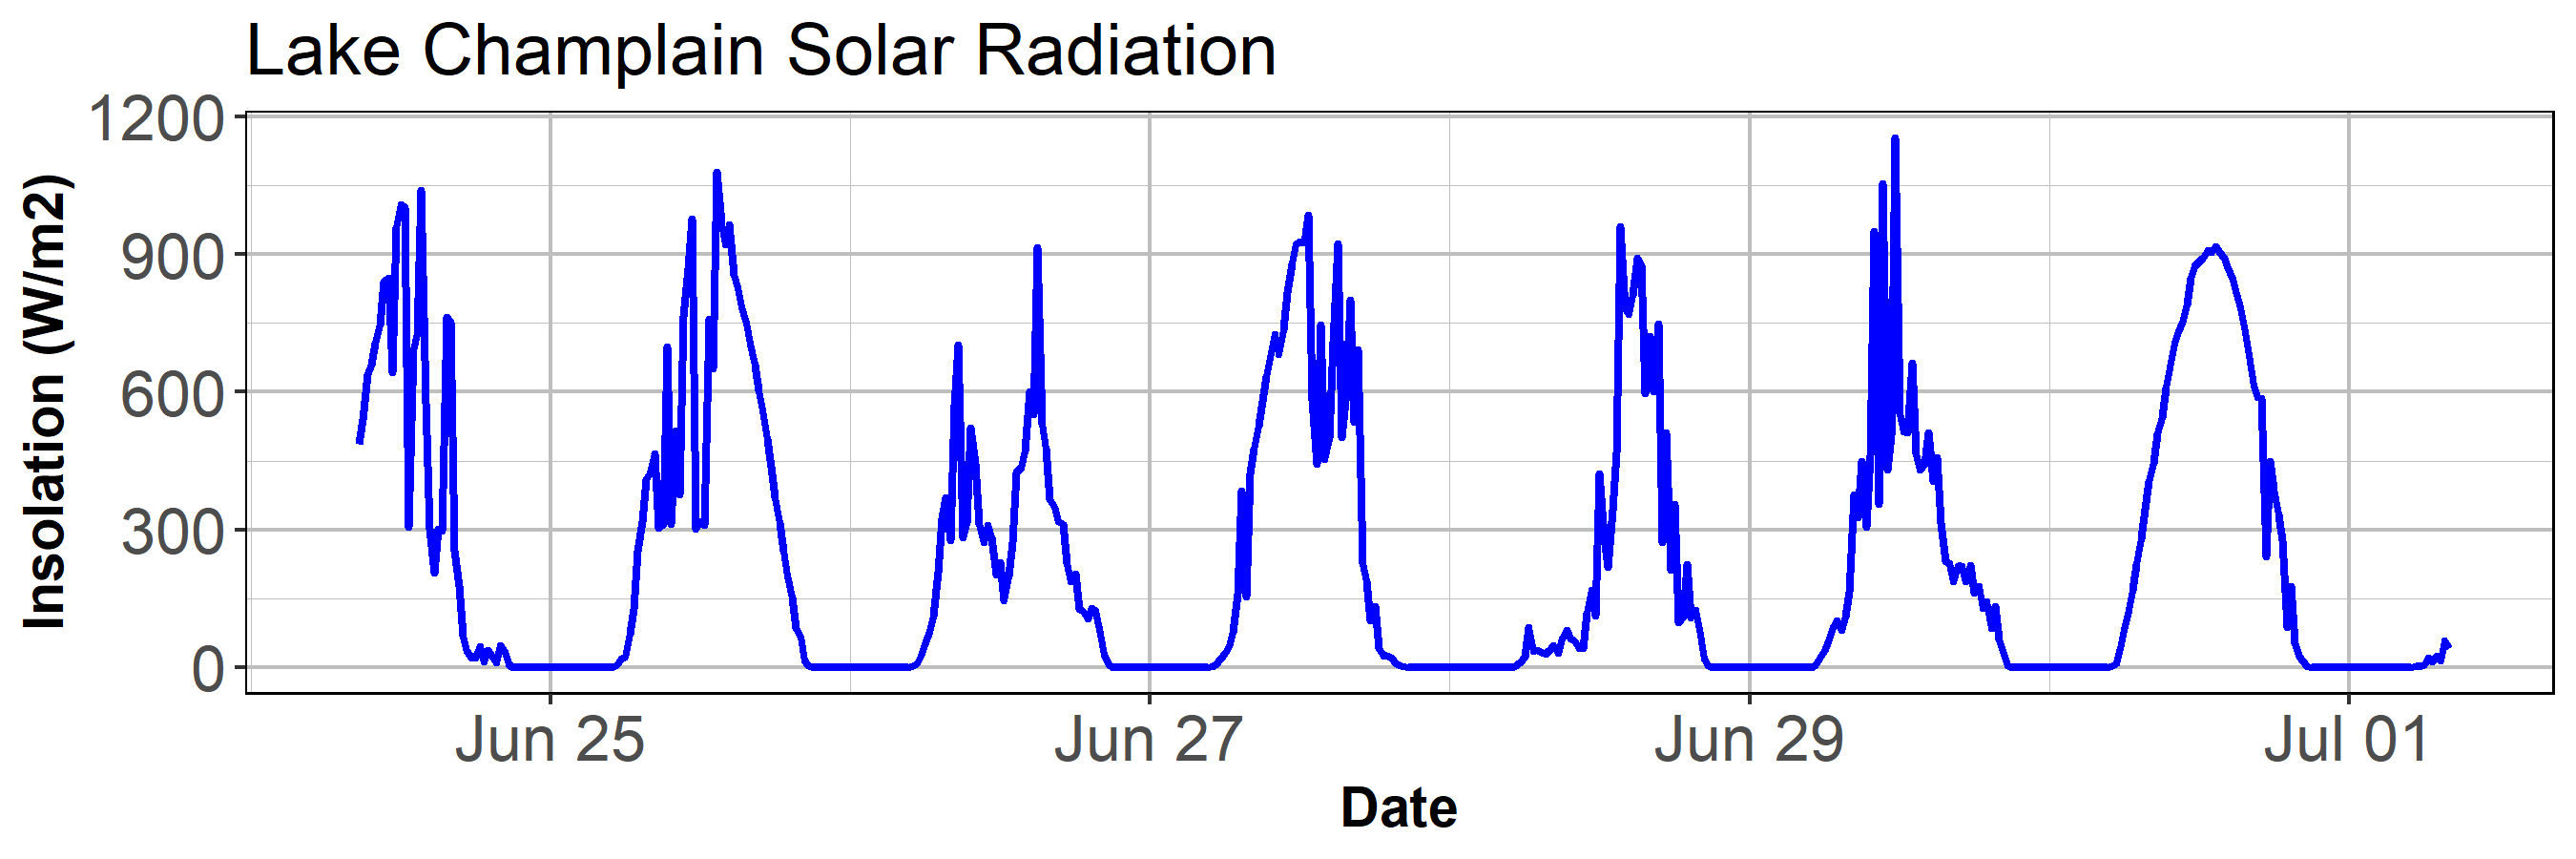 Lake Champlain Solar Radiation
1200
900
600
300
0
Insolation (W/m2)
Jun 25
Jun 27
Jun 29
Jul 01
Date